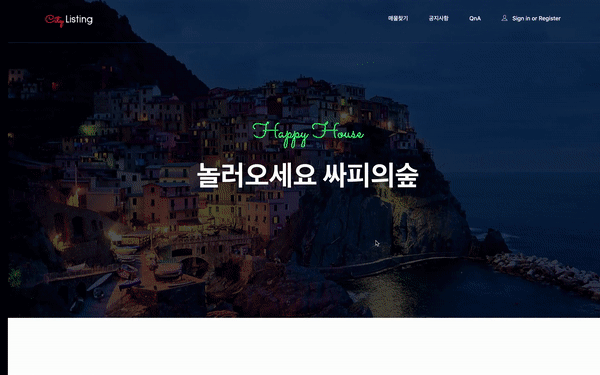 City Listing
매물찾기
공지사항
QnA
Sign in or Register
Happy House
놀러오세요 싸피의숲